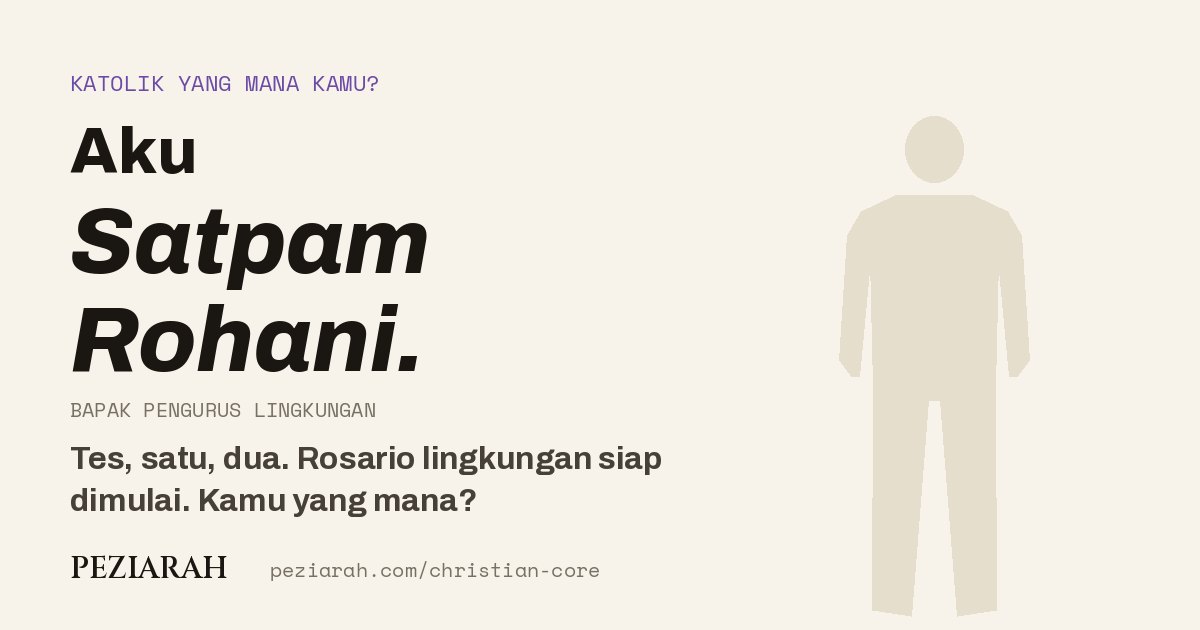 KATOLIK YANG MANA KAMU?
Aku
Satpam
Rohani.
BAPAK PENGURUS LINGKUNGAN
Tes, satu, dua. Rosario lingkungan siap
dimulai. Kamu yang mana?
PEZIARAH peziarah.com/christian-core